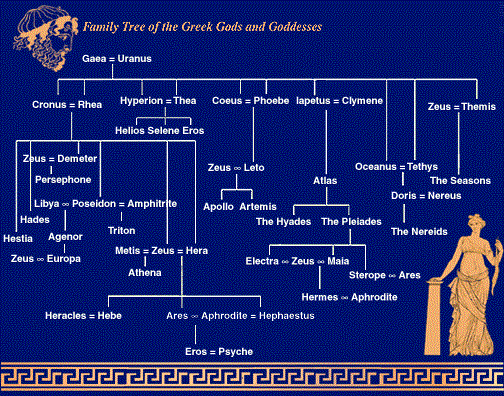 Family Tree of the Greek Gods and Goddesses
Gaea = Uranus
Cronus = Rhea Hyperion = Thea Coeus = Phoebe Iapetus = Clymene Zeus = Themis
Helios Selene Eros
Zeus = Demeter Zeus ∞ Leto Oceanus = Tethys
Persephone Atlas The Seasons
Libya ∞ Poseidon = Amphitrite Apollo Artemis Doris = Nereus
Hades Triton The Hyades The Pleiades The Nereids
Hestia Agenor
Zeus ∞ Europa Metis = Zeus = Hera Electra ∞ Zeus ∞ Maia
Athena Sterope ∞ Ares
Hermes ∞ Aphrodite
Heracles = Hebe Ares ∞ Aphrodite = Hephaestus
Eros = Psyche